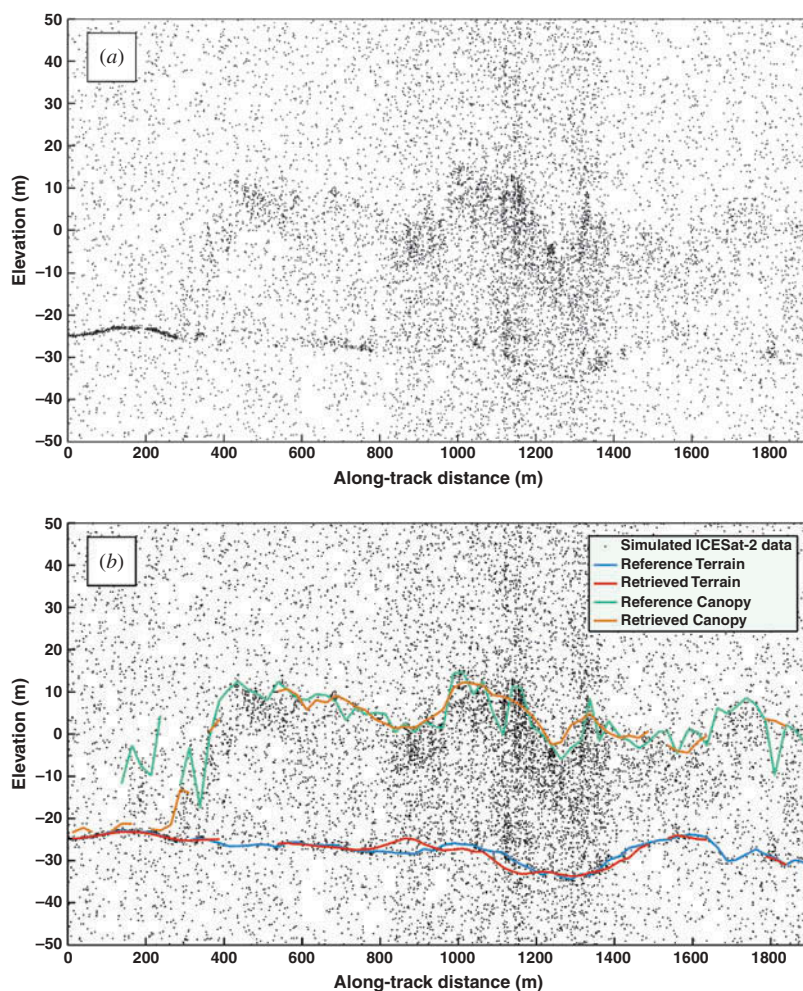 (a)
50
40
30
20
10
0
–10
–20
–30
–40
–50
Elevation (m)
0 200 400 600 800 1000 1200 1400 1600 1800
Along-track distance (m)
(b)
50
40
30
20
10
0
–10
–20
–30
–40
–50
Elevation (m)
Simulated ICESat-2 data
Reference Terrain
Retrieved Terrain
Reference Canopy
Retrieved Canopy
0 200 400 600 800 1000 1200 1400 1600 1800
Along-track distance (m)